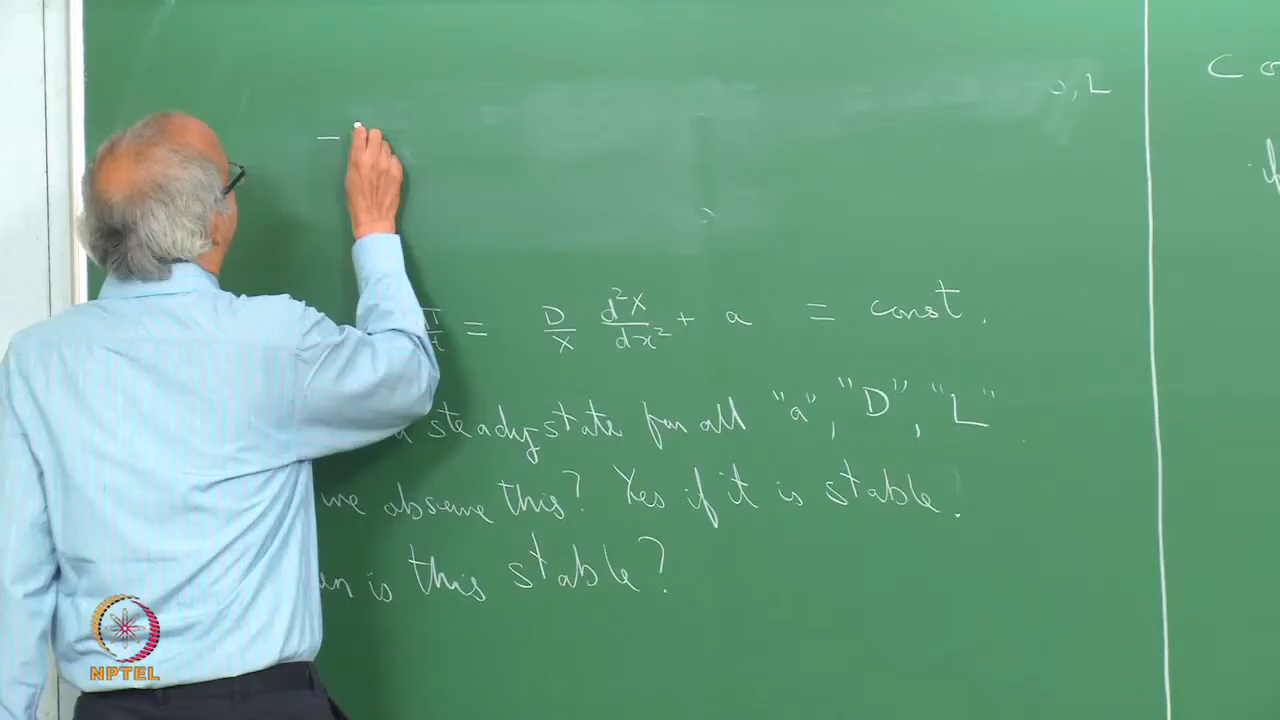 0, L
Co
—
= D/X d²X/dx² + a = const.
steady state for all "a", "D", "L"
we observe this? Yes if it is stable.
is this stable?
NPTEL